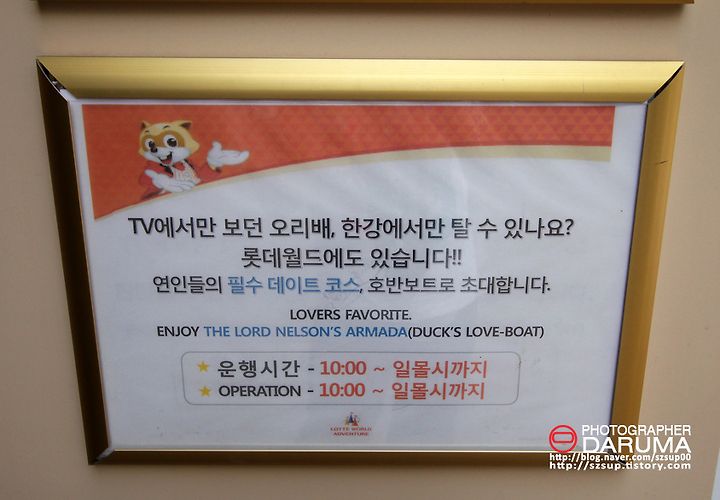 TV에서만 보던 오리배, 한강에서만 탈 수 있나요?
롯데월드에도 있습니다!!
연인들의 필수 데이트 코스, 호반보트로 초대합니다.
LOVERS FAVORITE.
ENJOY THE LORD NELSON'S ARMADA(DUCK'S LOVE-BOAT)
★ 운행시간 - 10:00 ~ 일몰시까지
★ OPERATION - 10:00 ~ 일몰시까지
LOTTE WORLD
ADVENTURE
PHOTOGRAPHER
DARUMA
http://blog.naver.com/szsup00
http://szsup.tistory.com